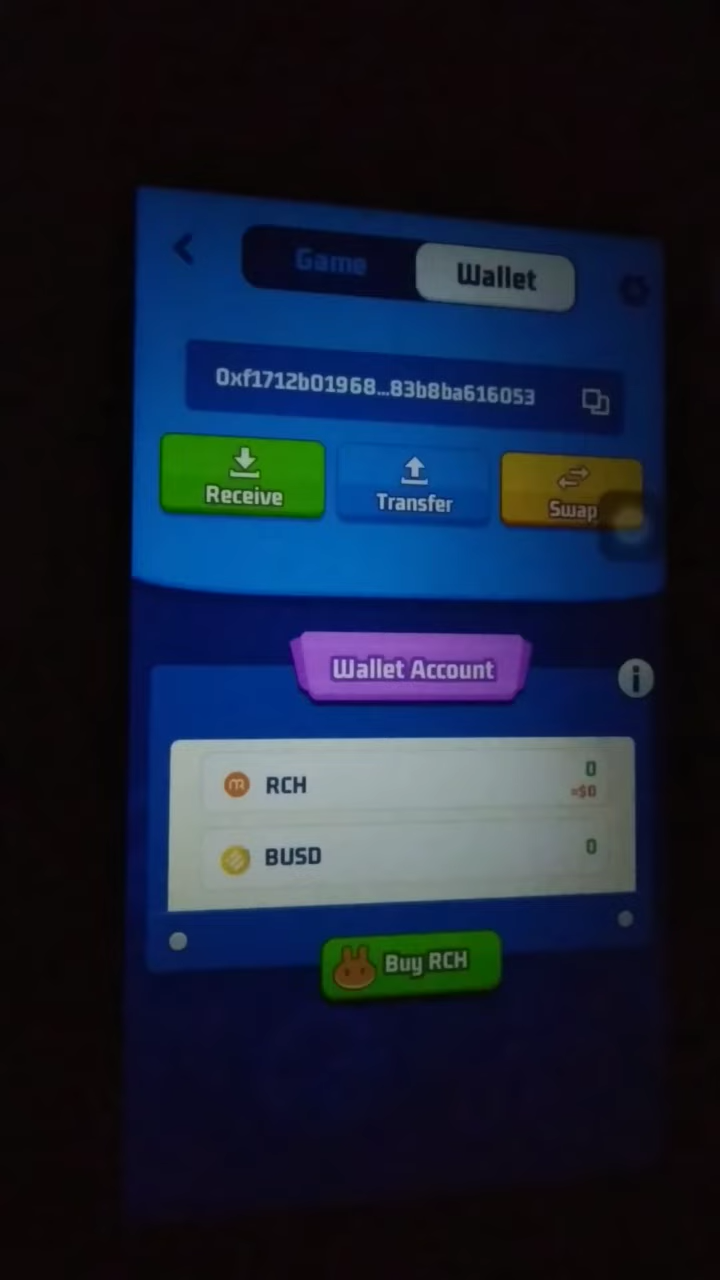 Game
Wallet
0xf1712b01968...83b8ba616053
Receive
Transfer
Swap
Wallet Account
RCH
0
≈$0
BUSD
0
Buy RCH